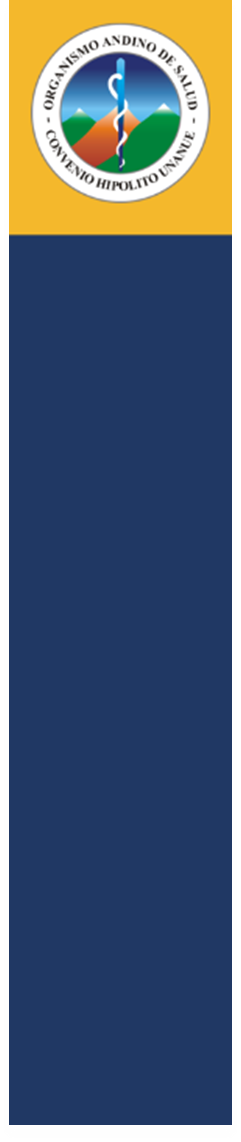 - ORGANISMO ANDINO DE SALUD -
CONVENIO HIPOLITO UNANUE